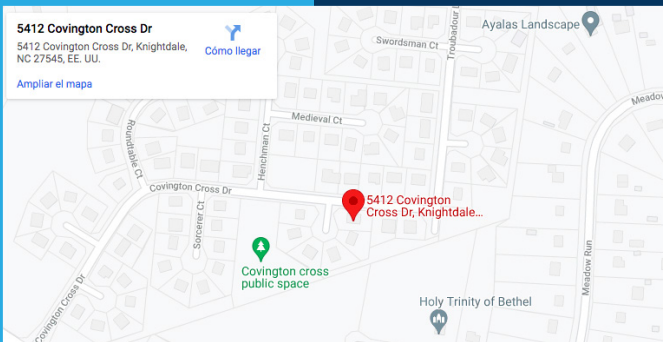 5412 Covington Cross Dr
5412 Covington Cross Dr, Knightdale,
NC 27545, EE. UU.
Cómo llegar
Ampliar el mapa
Ayalas Landscape
Swordsman Ct
Troubadour L
Meadow
Medieval Ct
Henchman Ct
Roundtable Ct
Covington Cross Dr
5412 Covington
Cross Dr, Knightdale...
Sorcerer Ct
Covington cross
public space
Meadow Run
Covington Cross Dr
Holy Trinity of Bethel